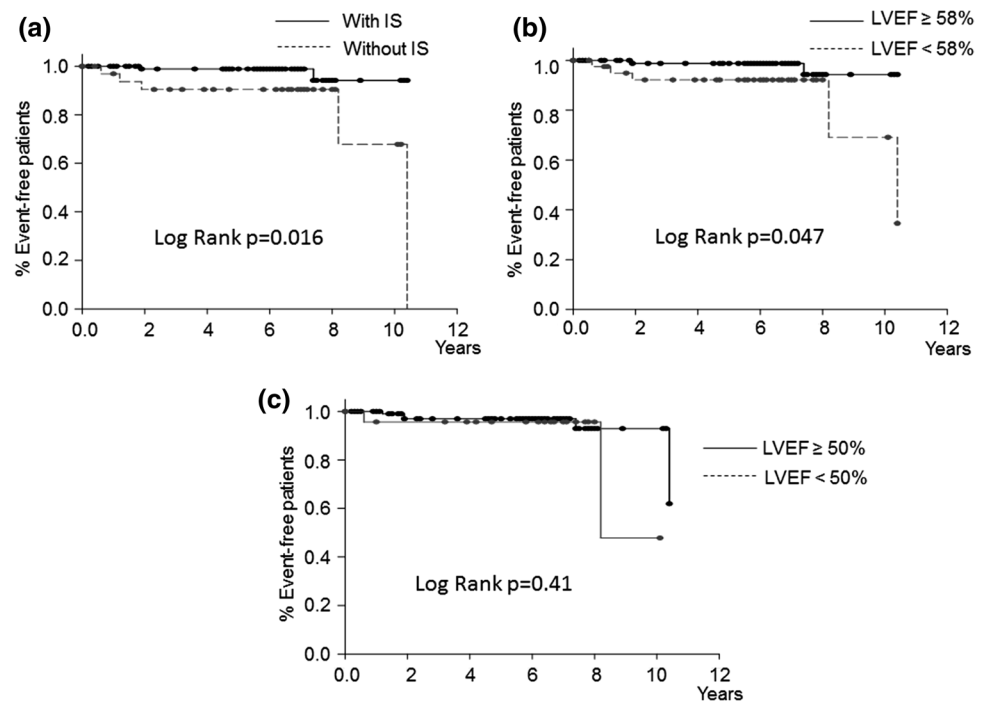 (a)
With IS
Without IS
% Event-free patients
1.0
0.8
0.6
0.4
0.2
0.0
Log Rank p=0.016
0.0 2 4 6 8 10 12
Years
(b)
LVEF ≥ 58%
LVEF < 58%
% Event-free patients
1.0
0.8
0.6
0.4
0.2
0.0
Log Rank p=0.047
0.0 2 4 6 8 10 12
Years
(c)
LVEF ≥ 50%
LVEF < 50%
% Event-free patients
1.0
0.8
0.6
0.4
0.2
0.0
Log Rank p=0.41
0.0 2 4 6 8 10 12
Years